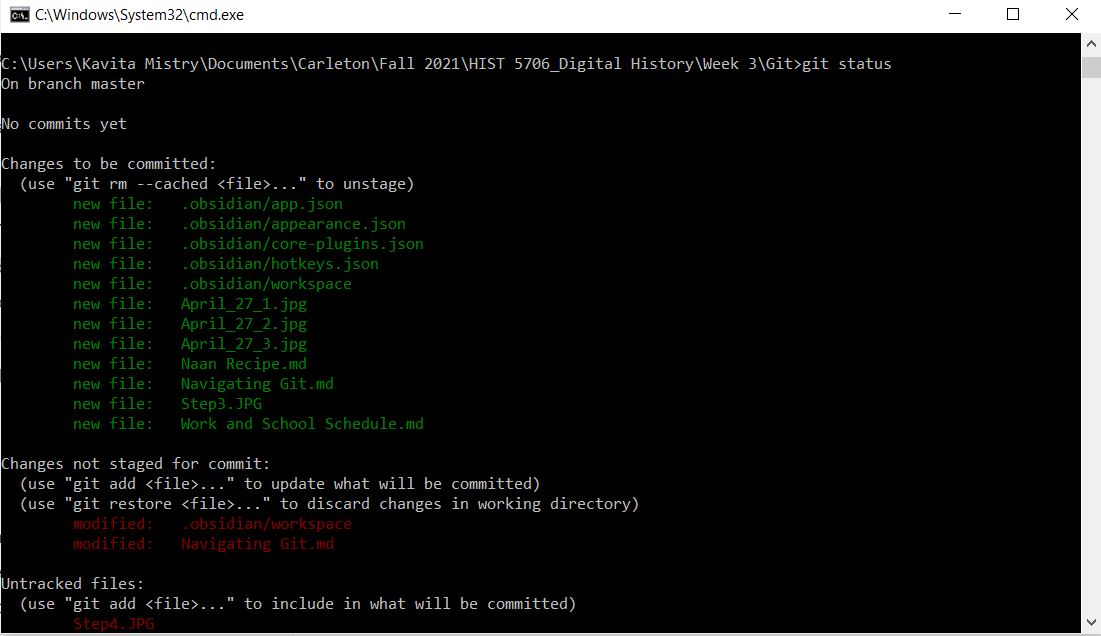 C:\Windows\System32\cmd.exe
C:\Users\Kavita Mistry\Documents\Carleton\Fall 2021\HIST 5706_Digital History\Week 3\Git>git status
On branch master
No commits yet
Changes to be committed:
  (use "git rm --cached <file>..." to unstage)
        new file:   .obsidian/app.json
        new file:   .obsidian/appearance.json
        new file:   .obsidian/core-plugins.json
        new file:   .obsidian/hotkeys.json
        new file:   .obsidian/workspace
        new file:   April_27_1.jpg
        new file:   April_27_2.jpg
        new file:   April_27_3.jpg
        new file:   Naan Recipe.md
        new file:   Navigating Git.md
        new file:   Step3.JPG
        new file:   Work and School Schedule.md
Changes not staged for commit:
  (use "git add <file>..." to update what will be committed)
  (use "git restore <file>..." to discard changes in working directory)
        modified:   .obsidian/workspace
        modified:   Navigating Git.md
Untracked files:
  (use "git add <file>..." to include in what will be committed)
        Step4.JPG